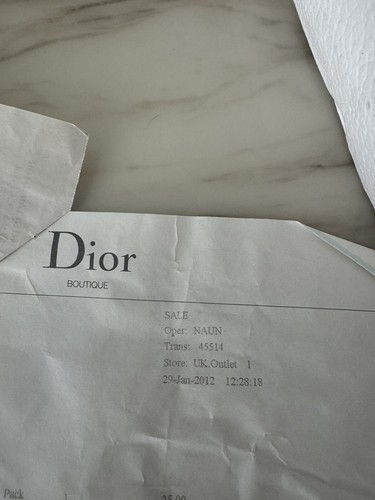 Dior
BOUTIQUE
SALE
Oper: NAUN
Trans: 45514
Store: UK.Outlet 1
29-Jan-2012 12:28:18
Pack